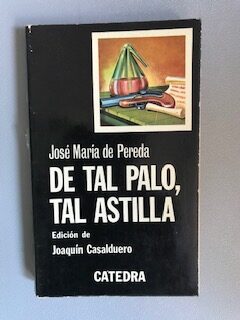 José María de Pereda
DE TAL PALO,
TAL ASTILLA
Edición de
Joaquín Casalduero
CATEDRA